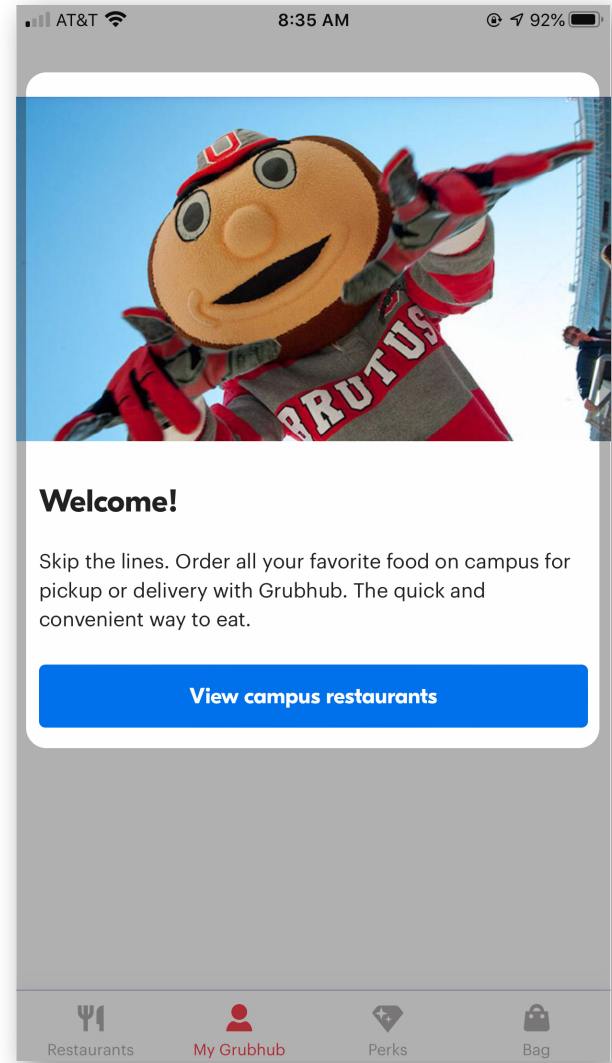 AT&T 8:35 AM 92%
U
BRUTUS
Welcome!
Skip the lines. Order all your favorite food on campus for
pickup or delivery with Grubhub. The quick and
convenient way to eat.
View campus restaurants
Restaurants My Grubhub Perks Bag